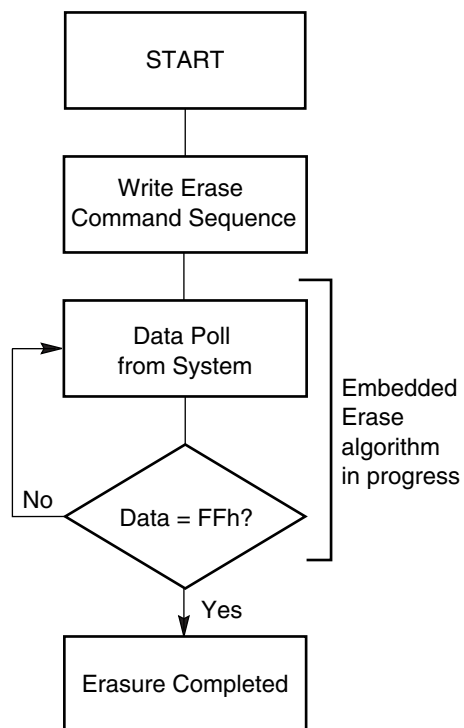 START
Write Erase
Command Sequence
Data Poll
from System
Embedded
Erase
algorithm
in progress
No
Data = FFh?
Yes
Erasure Completed